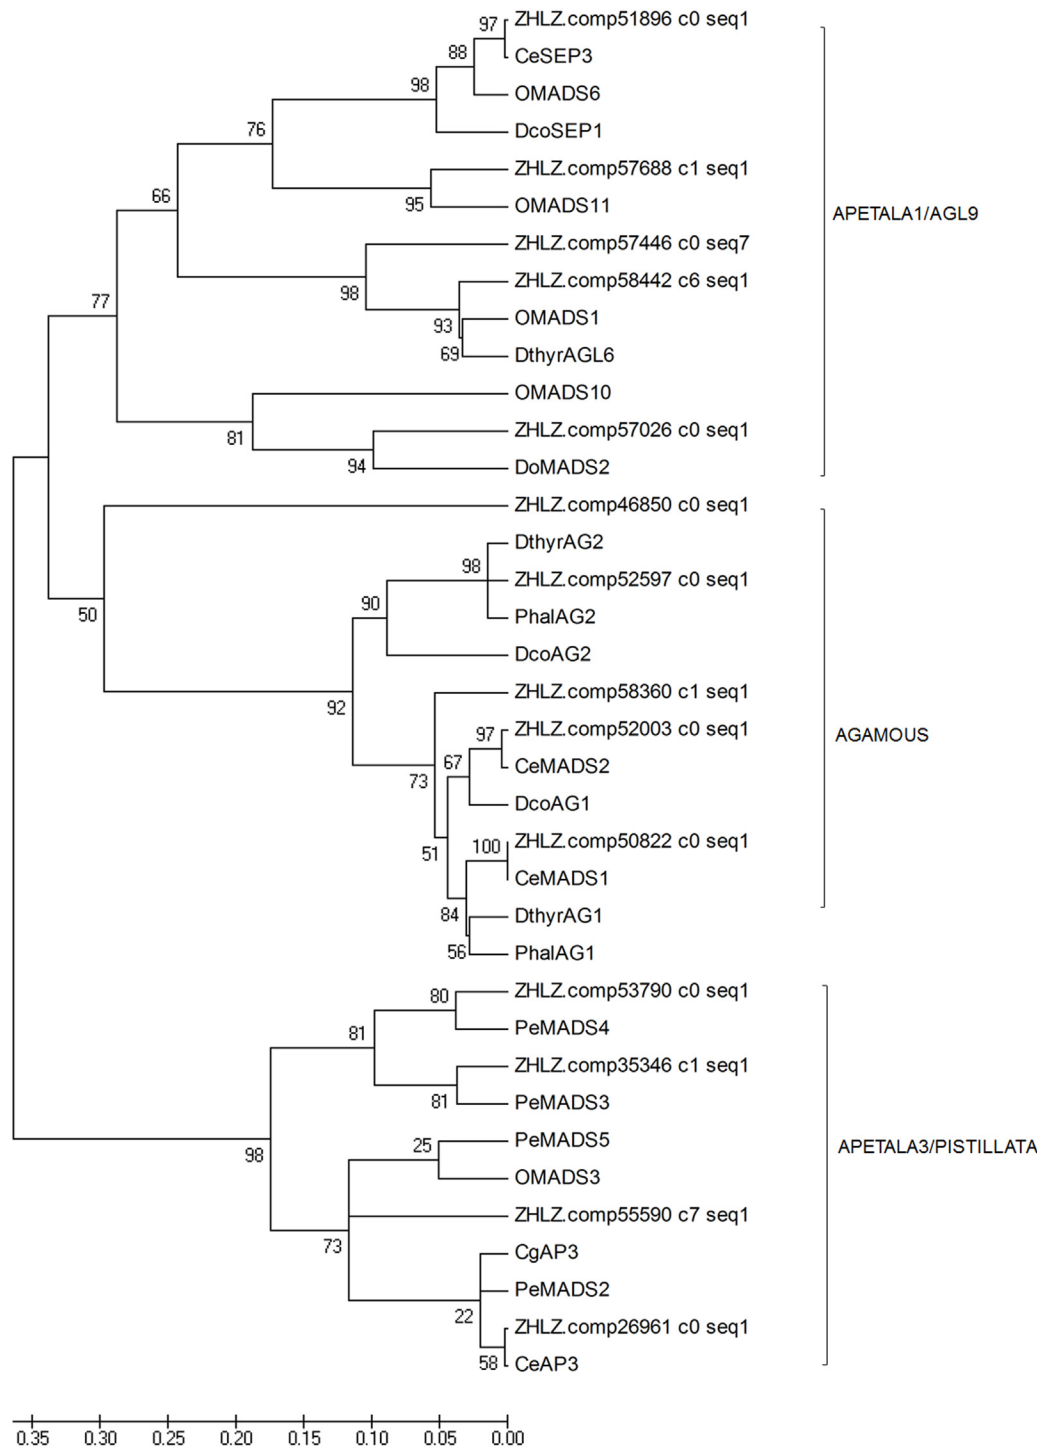 97
ZHLZ.comp51896 c0 seq1
CeSEP3
88
OMADS6
98
DcoSEP1
76
ZHLZ.comp57688 c1 seq1
95
OMADS11
66
APETALA1/AGL9
ZHLZ.comp57446 c0 seq7
98
ZHLZ.comp58442 c6 seq1
77
93
OMADS1
69
DthyrAGL6
OMADS10
81
ZHLZ.comp57026 c0 seq1
94
DoMADS2
ZHLZ.comp46850 c0 seq1
50
DthyrAG2
98
ZHLZ.comp52597 c0 seq1
90
PhalAG2
DcoAG2
92
ZHLZ.comp58360 c1 seq1
97
ZHLZ.comp52003 c0 seq1
AGAMOUS
67
CeMADS2
73
DcoAG1
51
100
ZHLZ.comp50822 c0 seq1
CeMADS1
84
DthyrAG1
56
PhalAG1
80
ZHLZ.comp53790 c0 seq1
81
PeMADS4
ZHLZ.comp35346 c1 seq1
81
PeMADS3
98
25
PeMADS5
APETALA3/PISTILLATA
OMADS3
73
ZHLZ.comp55590 c7 seq1
CgAP3
22
PeMADS2
ZHLZ.comp26961 c0 seq1
58
CeAP3
0.35 0.30 0.25 0.20 0.15 0.10 0.05 0.00